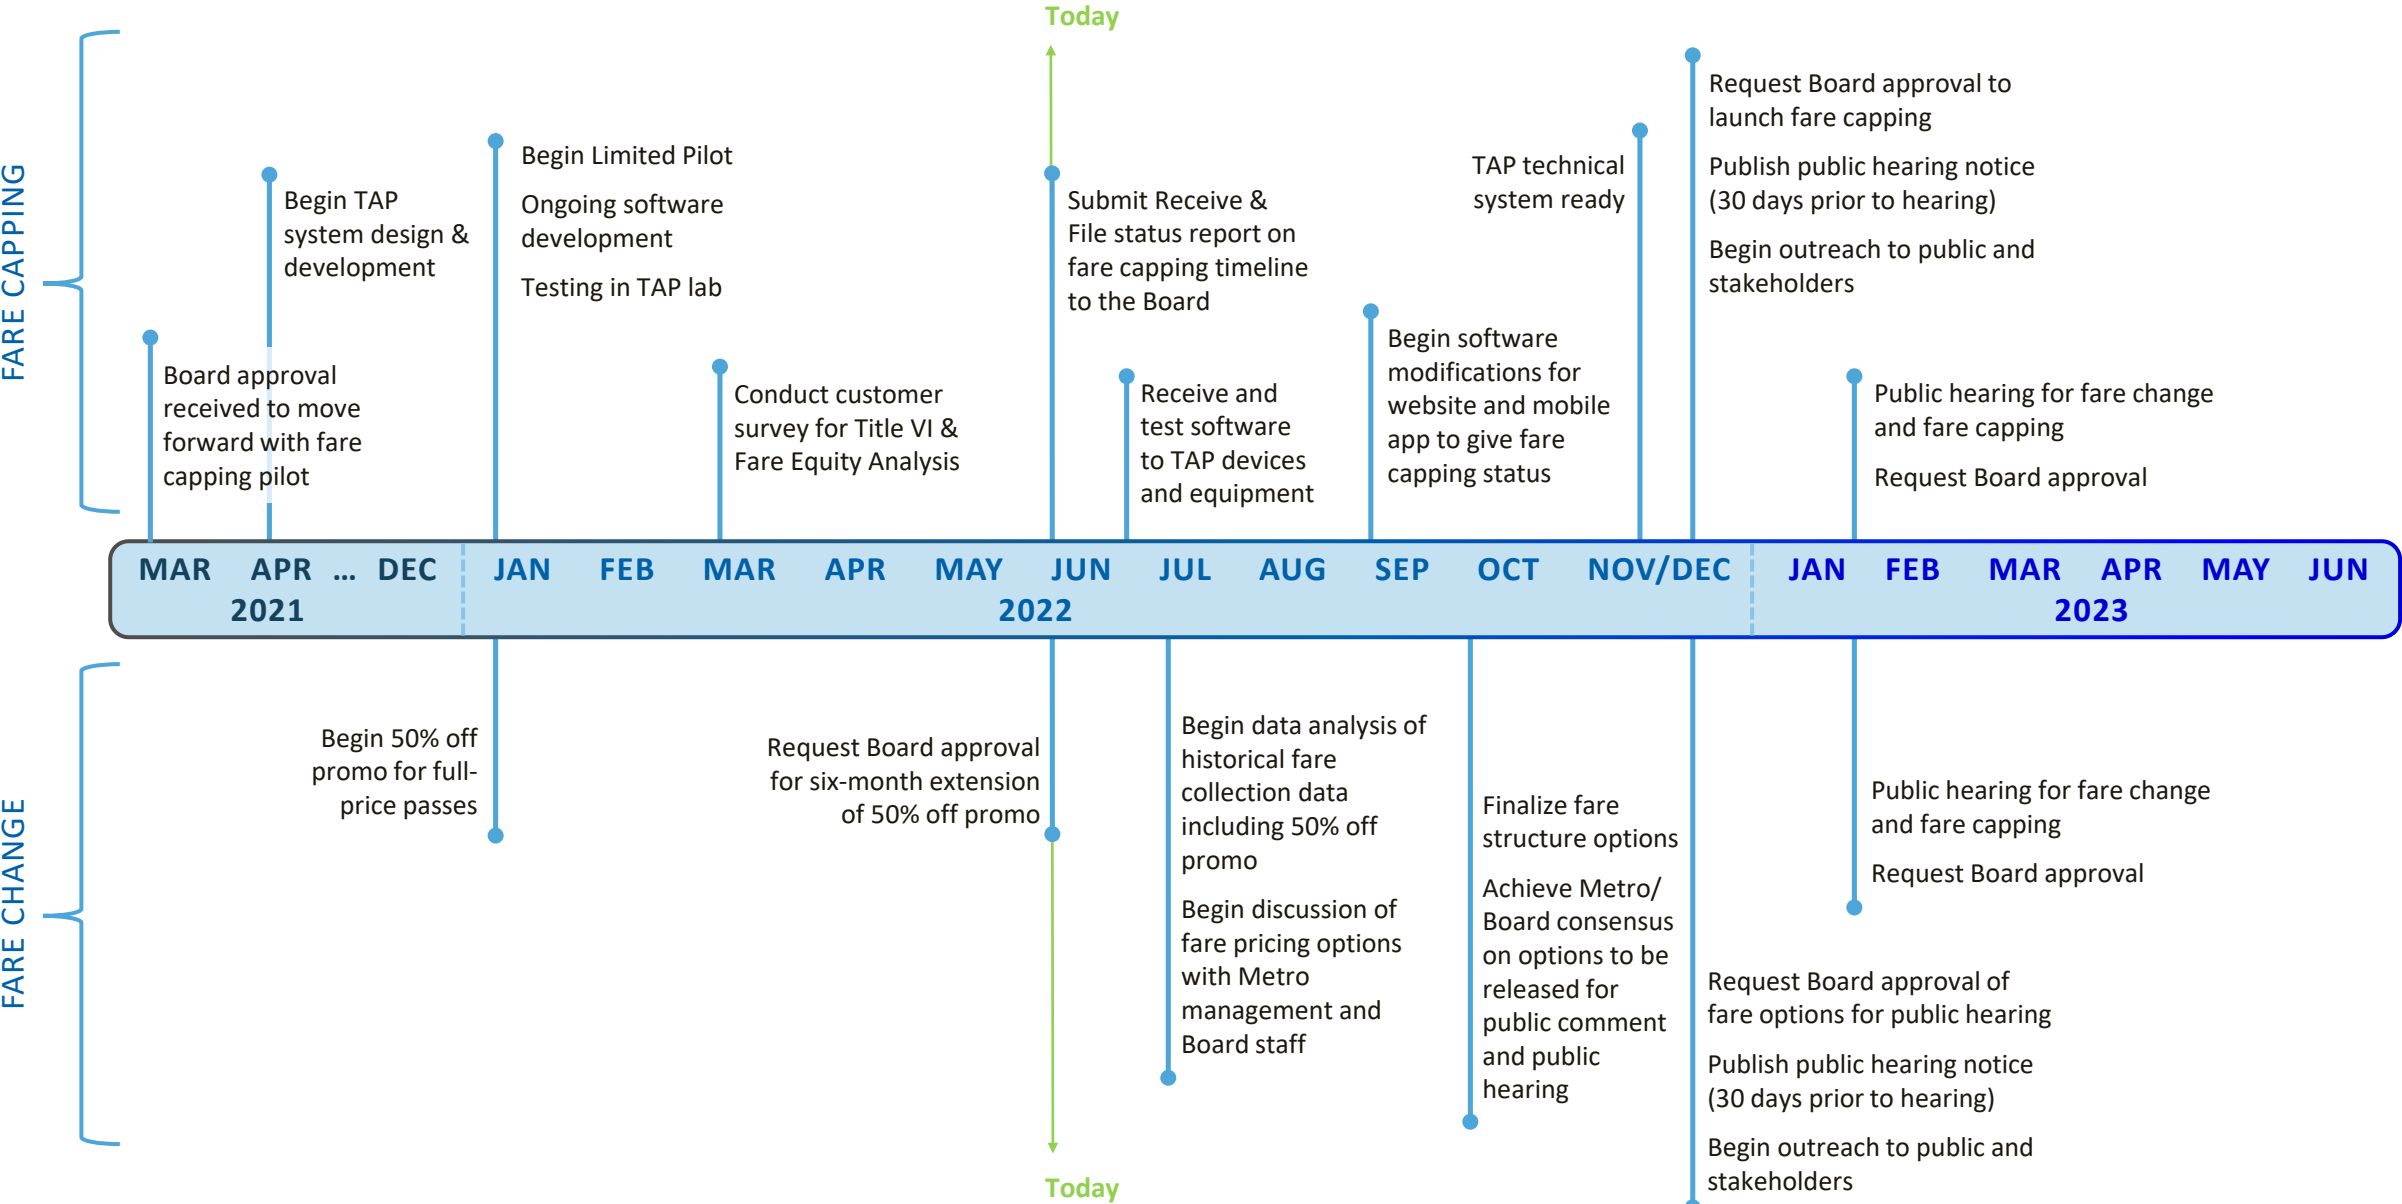 Today
FARE CAPPING
Board approval
received to move
forward with fare
capping pilot
Begin TAP
system design &
development
Begin Limited Pilot
Ongoing software
development
Testing in TAP lab
Conduct customer
survey for Title VI &
Fare Equity Analysis
Submit Receive &
File status report on
fare capping timeline
to the Board
Receive and
test software
to TAP devices
and equipment
Begin software
modifications for
website and mobile
app to give fare
capping status
TAP technical
system ready
Request Board approval to
launch fare capping
Publish public hearing notice
(30 days prior to hearing)
Begin outreach to public and
stakeholders
Public hearing for fare change
and fare capping
Request Board approval
MAR APR ... DEC JAN FEB MAR APR MAY JUN JUL AUG SEP OCT NOV/DEC JAN FEB MAR APR MAY JUN
2021 2022 2023
FARE CHANGE
Begin 50% off
promo for full-
price passes
Request Board approval
for six-month extension
of 50% off promo
Begin data analysis of
historical fare
collection data
including 50% off
promo
Begin discussion of
fare pricing options
with Metro
management and
Board staff
Finalize fare
structure options
Achieve Metro/
Board consensus
on options to be
released for
public comment
and public
hearing
Request Board approval of
fare options for public hearing
Publish public hearing notice
(30 days prior to hearing)
Begin outreach to public and
stakeholders
Public hearing for fare change
and fare capping
Request Board approval
Today